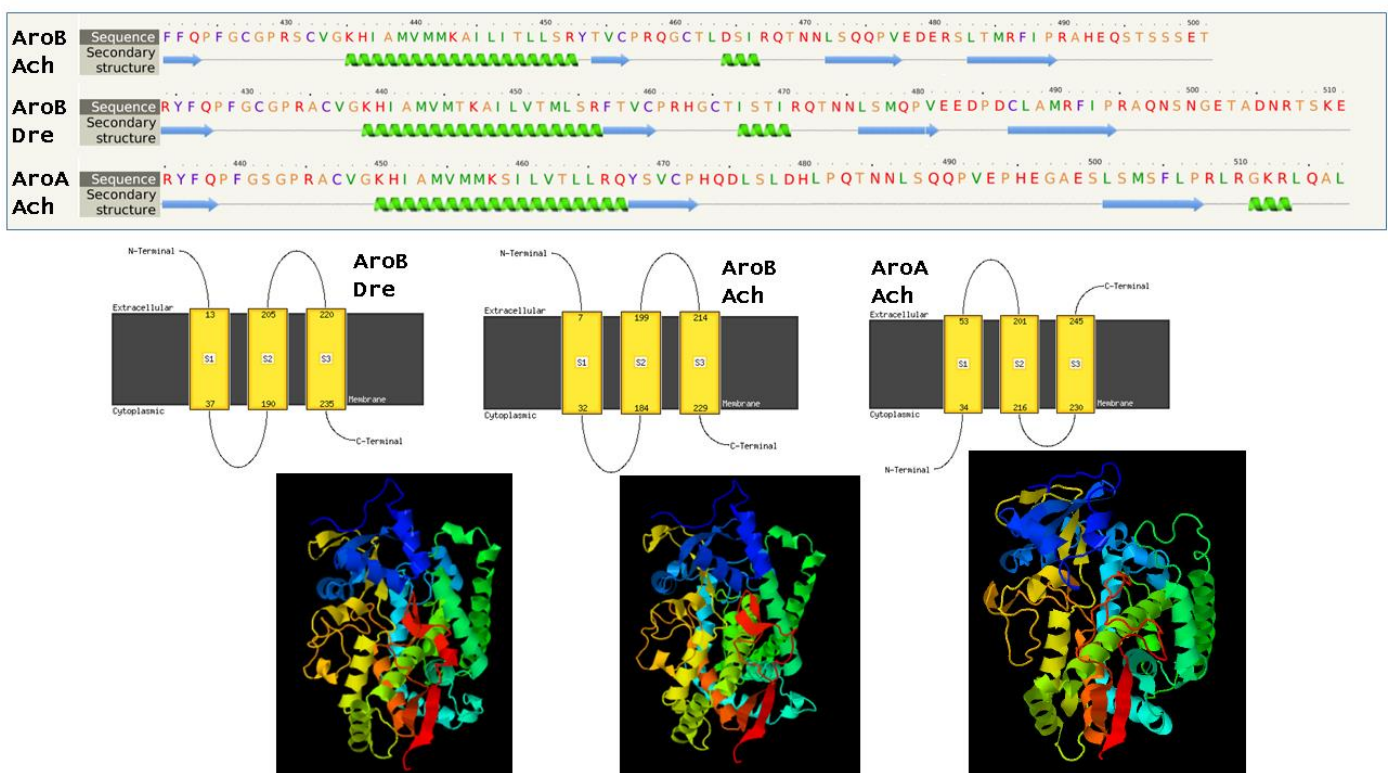 430 440 450 460 470 480 490 500
AroB Ach
Sequence FFQPFGCGPRSCVGKHIAMVMMKAILITLLSRYTVCPRQGCTLDSIRQTNNLSQQPVEDERSLTMRFIPRAHEQSTSSSET
Secondary structure
430 440 450 460 470 480 490 500 510
AroB Dre
Sequence RYFQPFGCGPRACVGKHIAMVMTKAILVTMLSRFTVCPRHGCTISTIRQTNNLSMQPVEEDPDCLAMRFIPRAQNSNGETADNRTSKE
Secondary structure
440 450 460 470 480 490 500 510
AroA Ach
Sequence RYFQPFGSGPRACVGKHIAMVMMKSILVTLLRQYSVCPHQDLSLDHLPQTNNLSQQPVEPHEGAESLSMSFLPRLRGKRLQAL
Secondary structure
AroB Dre
N-Terminal
Extracellular
13 205 220
S1 S2 S3
37 190 235
Membrane
Cytoplasmic
C-Terminal
AroB Ach
N-Terminal
Extracellular
7 199 214
S1 S2 S3
32 184 229
Membrane
Cytoplasmic
C-Terminal
AroA Ach
C-Terminal
Extracellular
53 201 245
S1 S2 S3
34 216 230
Membrane
Cytoplasmic
N-Terminal